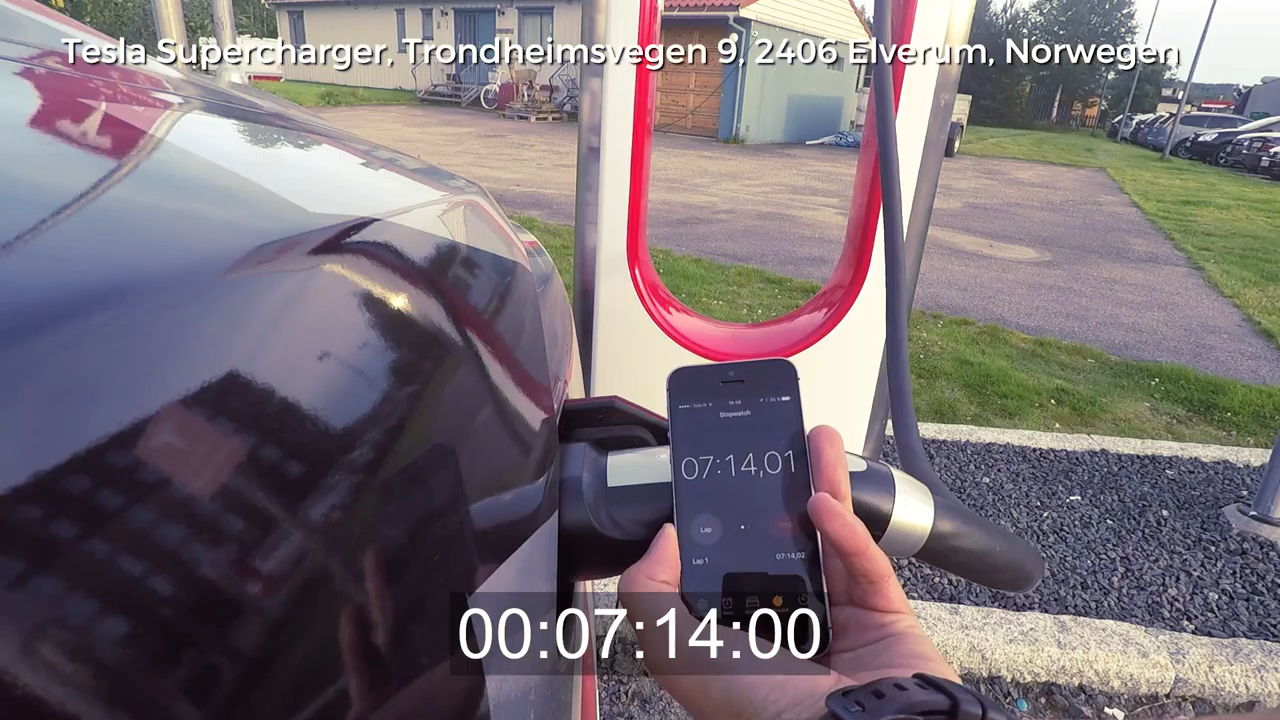 Tesla Supercharger, Trondheimsvegen 9, 2406 Elverum, Norwegen
Stopwatch
07:14,01
Lap
Lap 1 07:14,02
00:07:14:00